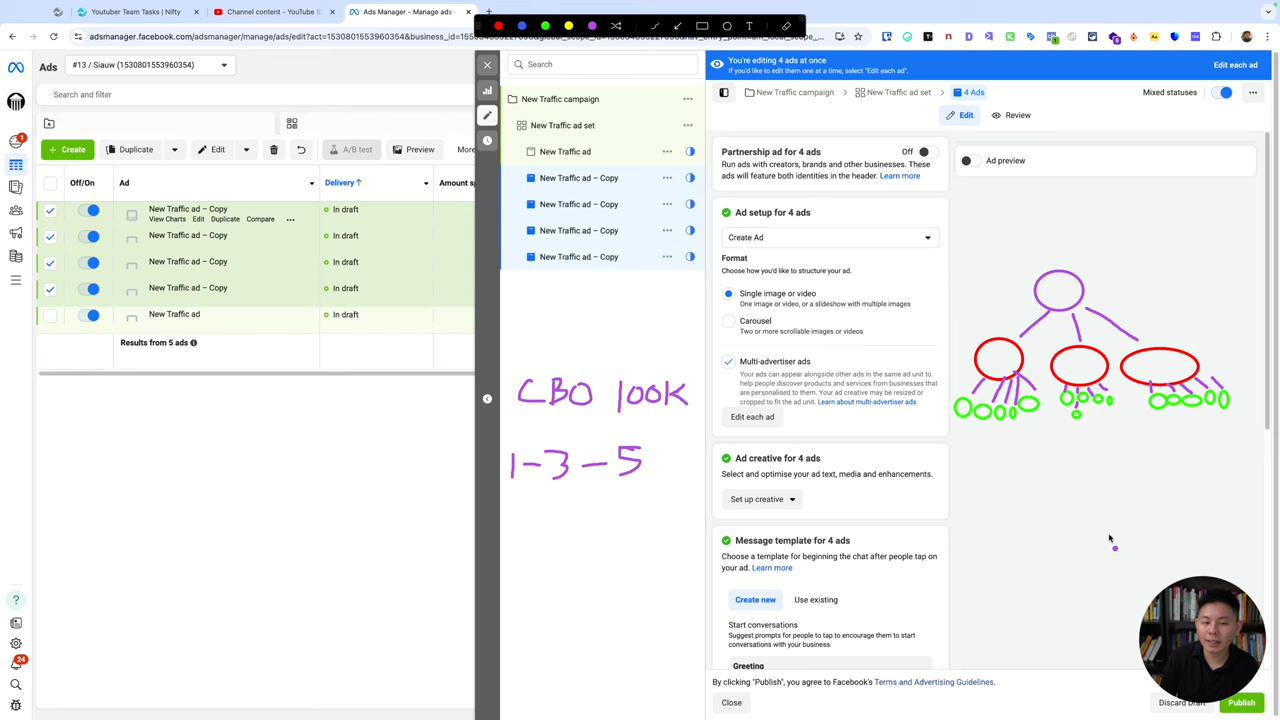 Youtuber Team Tasks | Nifty
Channel content - YouTube S
Ads Manager - Manage ads
adsmanager.facebook.com/adsmanager/manage/ads/edit?act=1530801553960354&business_id=
T
Ads
#13 / Siauw (1530801553960354)
Search and filter
Create
Duplicate
Edit
A/B test
Preview
More
Off/On
Ad
Delivery
Amount sp
New Traffic ad – Copy
In draft
View Charts Edit Duplicate Compare
New Traffic ad – Copy
In draft
New Traffic ad – Copy
In draft
New Traffic ad – Copy
In draft
New Traffic ad
In draft
Results from 5 ads
1
24
Search
New Traffic campaign
New Traffic ad set
New Traffic ad
New Traffic ad – Copy
New Traffic ad – Copy
New Traffic ad – Copy
New Traffic ad – Copy
CBO 100K
1-3-5
You're editing 4 ads at once
If you'd like to edit them one at a time, select "Edit each ad".
Edit each ad
New Traffic campaign
New Traffic ad set
4 Ads
Mixed statuses
Edit
Review
Partnership ad for 4 ads
Off
Run ads with creators, brands and other businesses. These
ads will feature both identities in the header. Learn more
Ad preview
Ad setup for 4 ads
Create Ad
Format
Choose how you'd like to structure your ad.
Single image or video
One image or video, or a slideshow with multiple images
Carousel
Two or more scrollable images or videos
Multi-advertiser ads
Your ads can appear alongside other ads in the same ad unit to
help people discover products and services from businesses that
are personalised to them. Your ad creative may be resized or
cropped to fit the ad unit. Learn about multi-advertiser ads
Edit each ad
Ad creative for 4 ads
Select and optimise your ad text, media and enhancements.
Set up creative
Message template for 4 ads
Choose a template for beginning the chat after people tap on
your ad. Learn more
Create new
Use existing
Start conversations
Suggest prompts for people to tap to encourage them to start
conversations with your business.
Greeting
By clicking "Publish", you agree to Facebook's Terms and Advertising Guidelines.
Close
Discard Draft
Publish